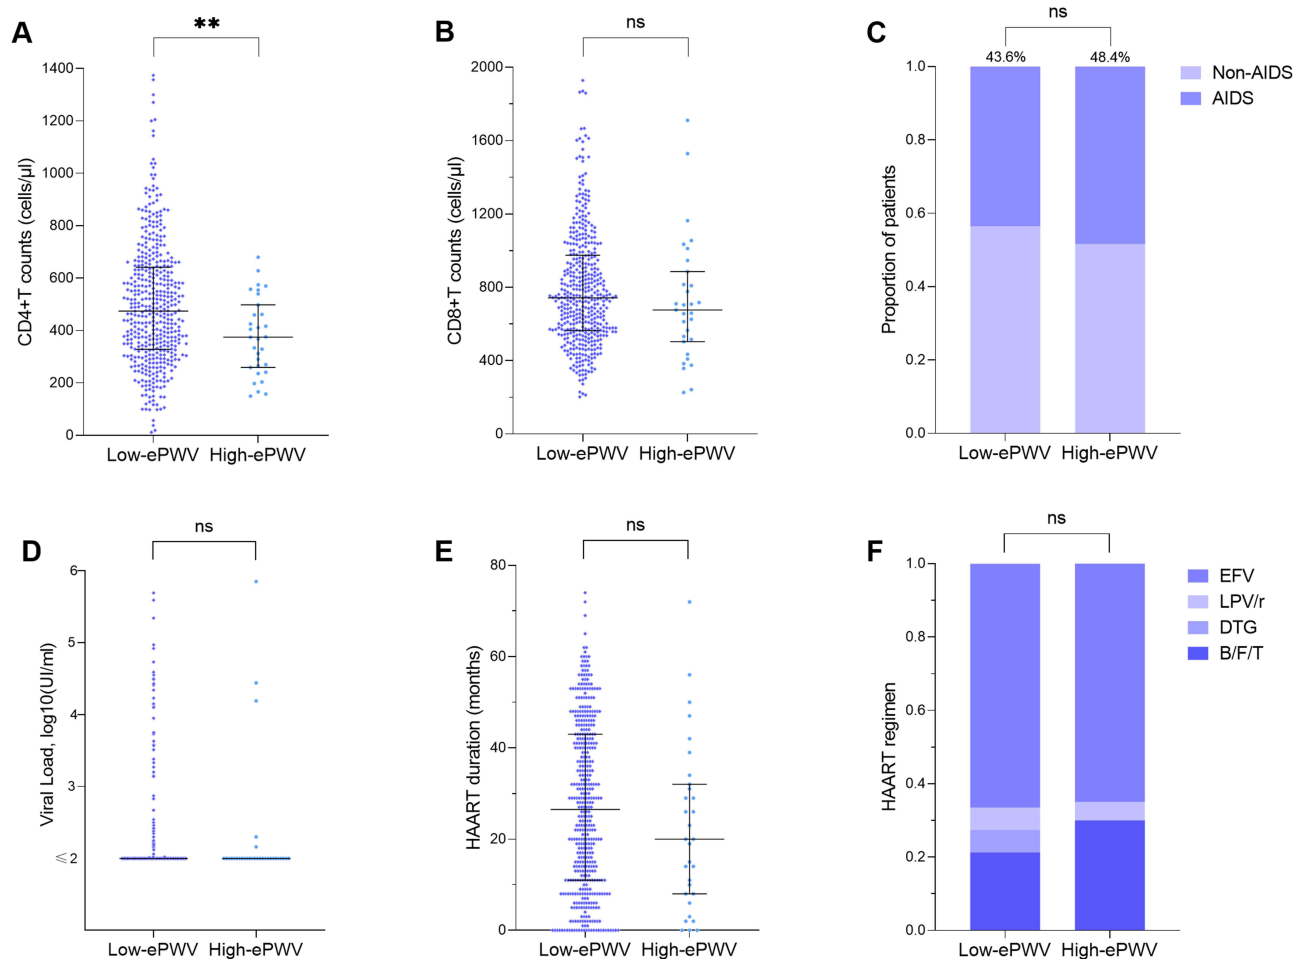 A
**
CD4+T counts (cells/μl)
1400
1200
1000
800
600
400
200
0
Low-ePWV High-ePWV
B
ns
CD8+T counts (cells/μl)
2000
1600
1200
800
400
0
Low-ePWV High-ePWV
C
ns
43.6% 48.4%
Proportion of patients
1.0
0.8
0.6
0.4
0.2
0.0
Low-ePWV High-ePWV
Non-AIDS
AIDS
D
ns
Viral Load, log10(UI/ml)
6
5
4
3
⩽2
Low-ePWV High-ePWV
E
ns
HAART duration (months)
80
60
40
20
0
Low-ePWV High-ePWV
F
ns
HAART regimen
1.0
0.8
0.6
0.4
0.2
0.0
Low-ePWV High-ePWV
EFV
LPV/r
DTG
B/F/T